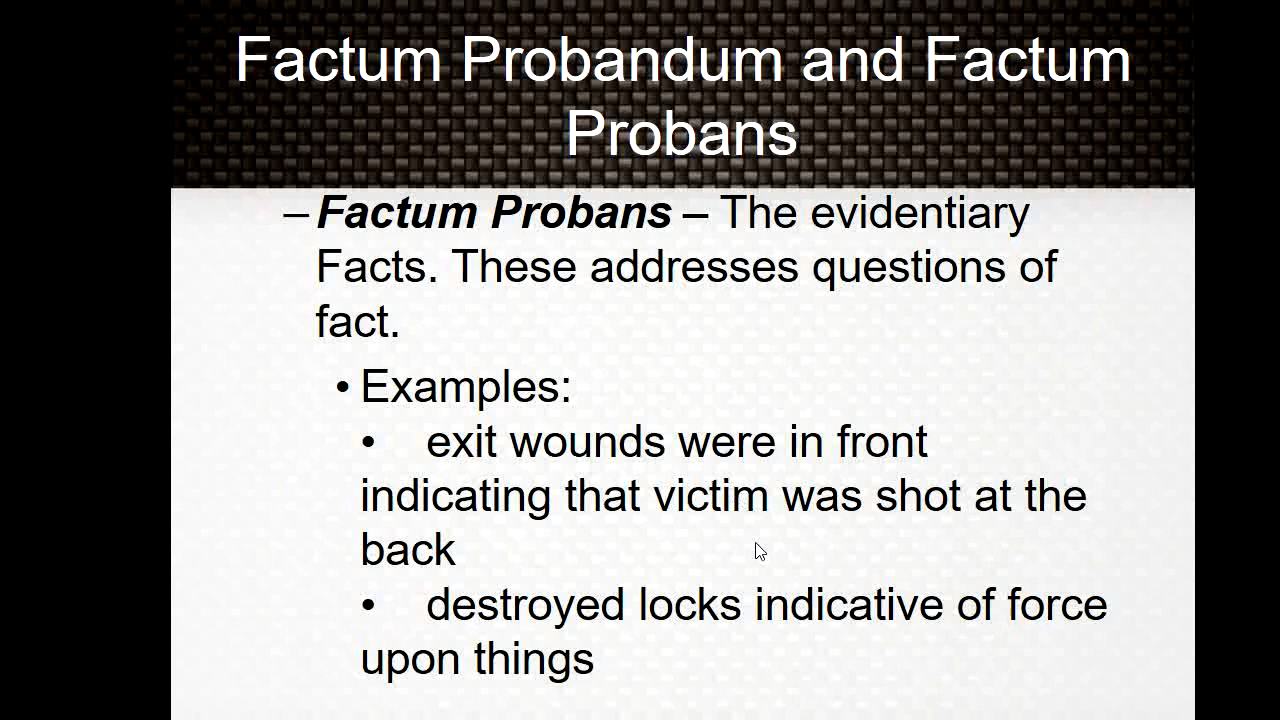 Factum Probandum and Factum
Probans
– Factum Probans – The evidentiary
Facts. These addresses questions of
fact.
• Examples:
• exit wounds were in front
indicating that victim was shot at the
back
• destroyed locks indicative of force
upon things